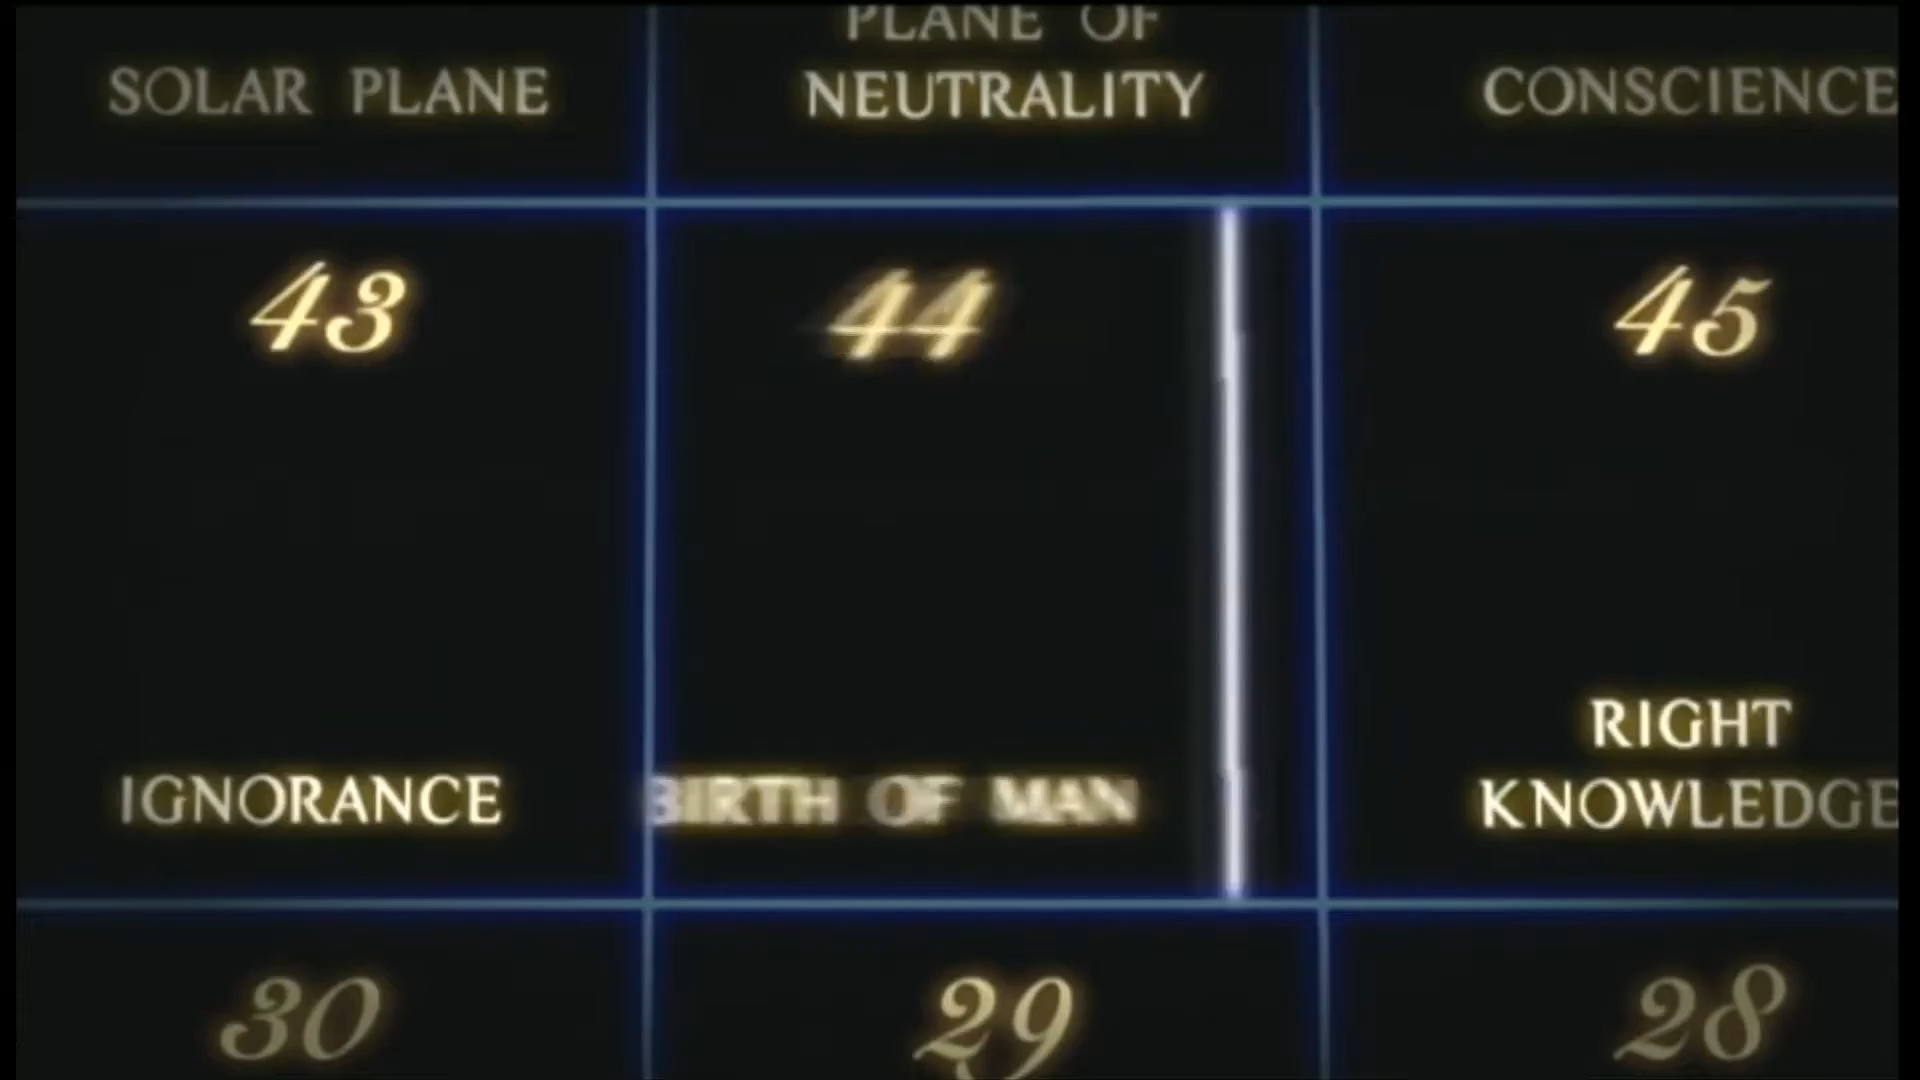 SOLAR PLANE
PLANE OF
NEUTRALITY
CONSCIENCE
43
44
45
IGNORANCE
BIRTH OF MAN
RIGHT
KNOWLEDGE
30
29
28